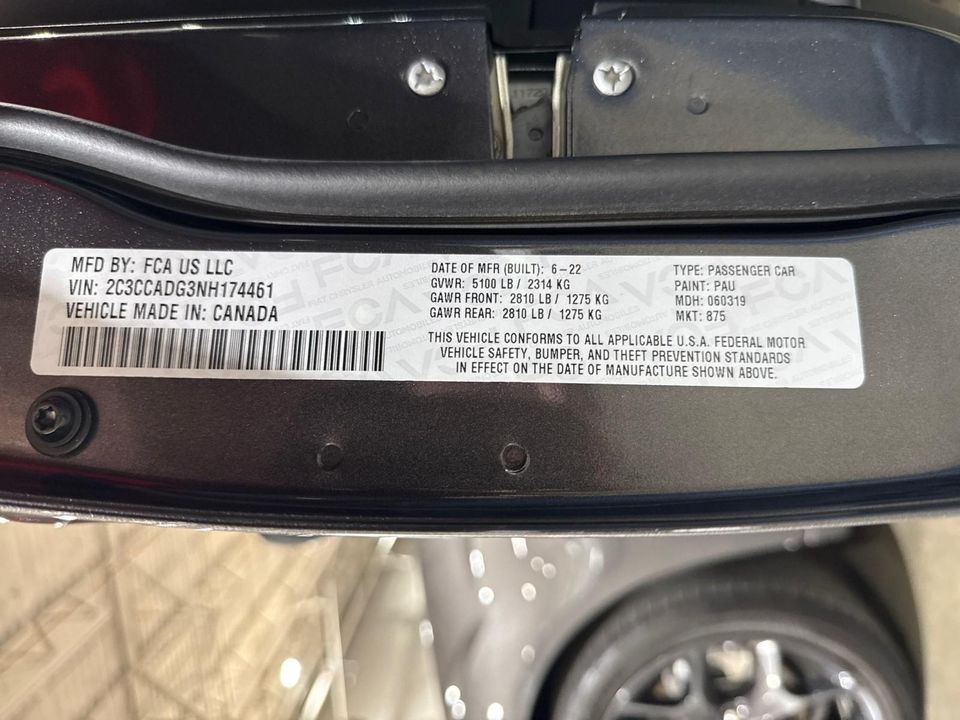 MFD BY: FCA US LLC
VIN: 2C3CCADG3NH174461
VEHICLE MADE IN: CANADA
DATE OF MFR (BUILT): 6-22
GVWR: 5100 LB / 2314 KG
GAWR FRONT: 2810 LB / 1275 KG
GAWR REAR: 2810 LB / 1275 KG
TYPE: PASSENGER CAR
PAINT: PAU
MDH: 060319
MKT: 875
THIS VEHICLE CONFORMS TO ALL APPLICABLE U.S.A. FEDERAL MOTOR
VEHICLE SAFETY, BUMPER, AND THEFT PREVENTION STANDARDS
IN EFFECT ON THE DATE OF MANUFACTURE SHOWN ABOVE.